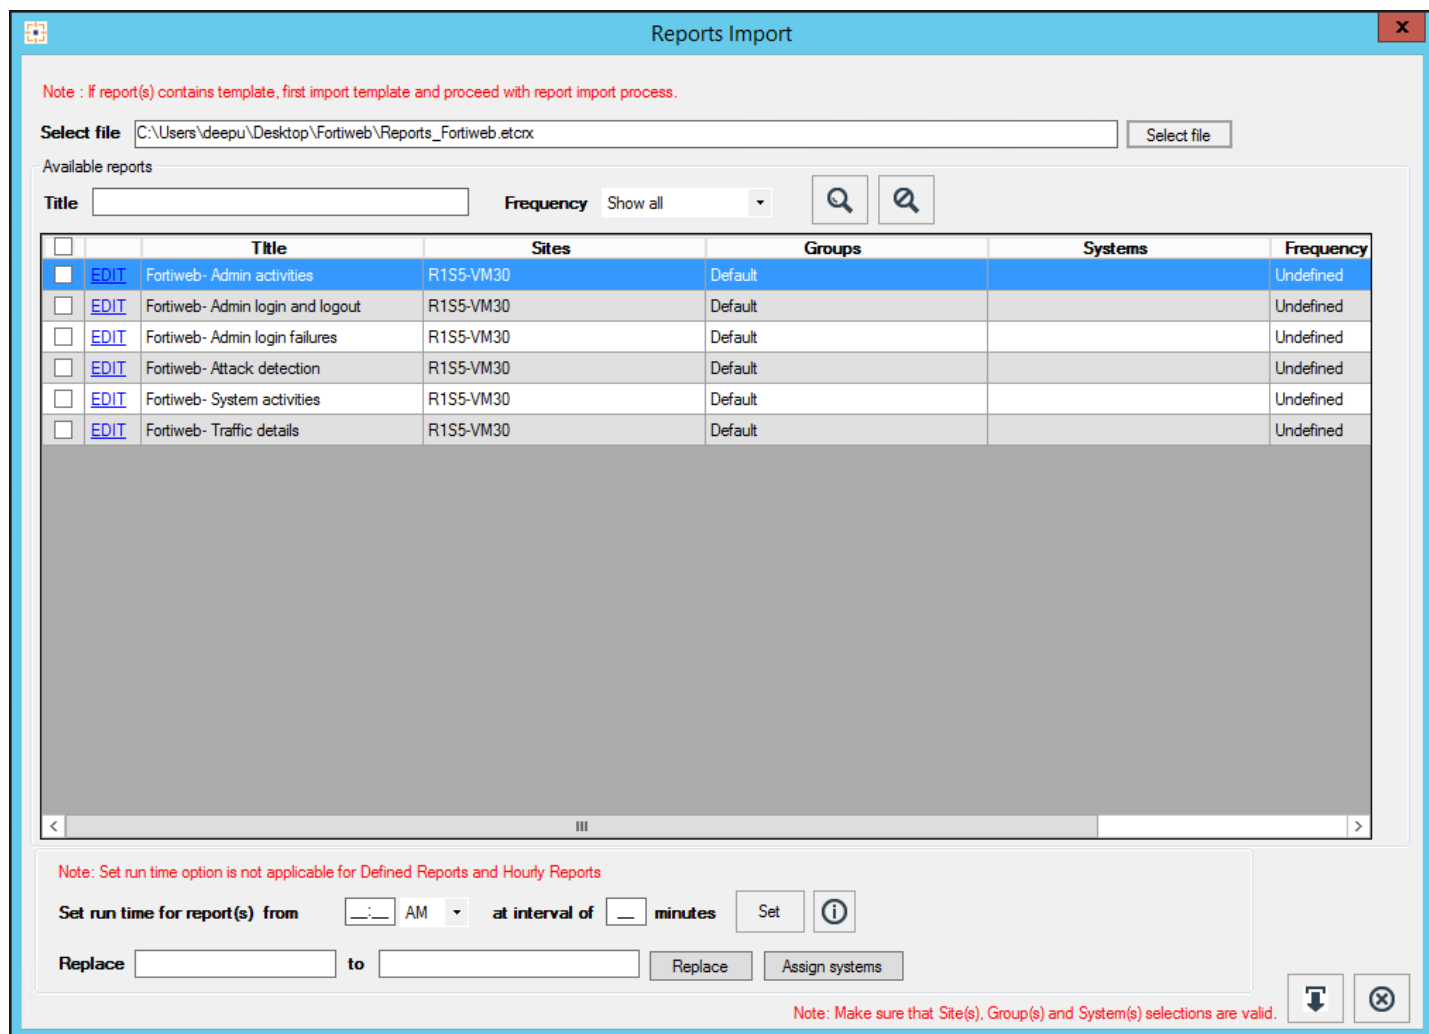 Reports Import
x
Note : If report(s) contains template, first import template and proceed with report import process.
Select file C:\Users\deepu\Desktop\Fortiweb\Reports_Fortiweb.etcrx Select file
Available reports
Title Frequency Show all
Title Sites Groups Systems Frequency
EDIT Fortiweb- Admin activities R1S5-VM30 Default Undefined
EDIT Fortiweb- Admin login and logout R1S5-VM30 Default Undefined
EDIT Fortiweb- Admin login failures R1S5-VM30 Default Undefined
EDIT Fortiweb- Attack detection R1S5-VM30 Default Undefined
EDIT Fortiweb- System activities R1S5-VM30 Default Undefined
EDIT Fortiweb- Traffic details R1S5-VM30 Default Undefined
Note: Set run time option is not applicable for Defined Reports and Hourly Reports
Set run time for report(s) from __:__ AM at interval of __ minutes Set
Replace to Replace Assign systems
Note: Make sure that Site(s), Group(s) and System(s) selections are valid.